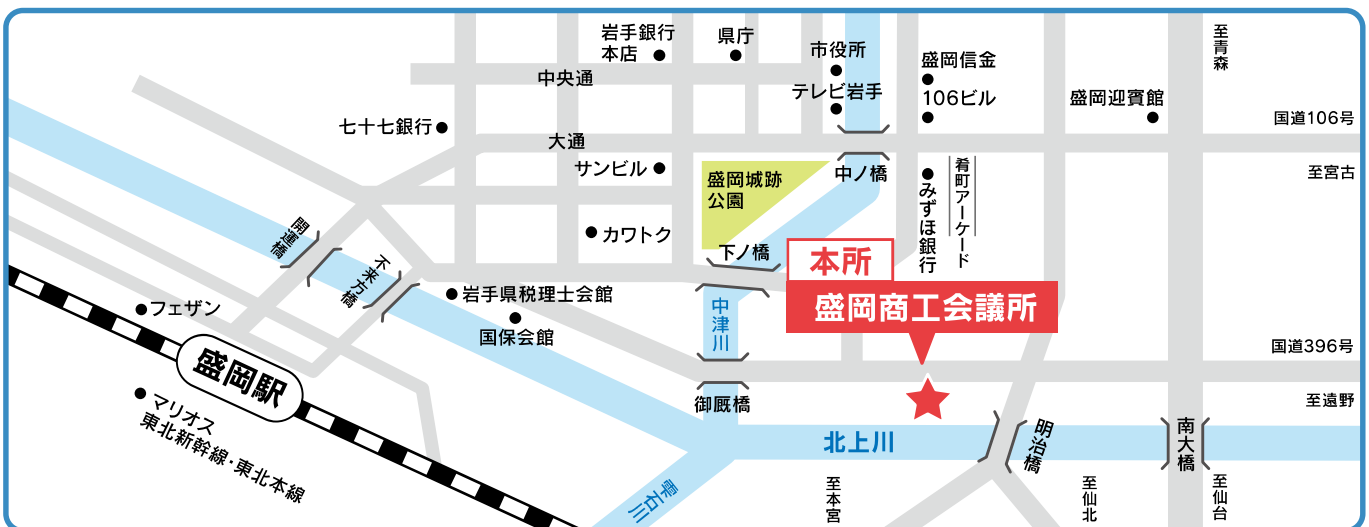 岩手銀行
本店
県庁
市役所
盛岡信金
至青森
中央通
テレビ岩手
106ビル
盛岡迎賓館
国道106号
七十七銀行
大通
サンビル
盛岡城跡
公園
中ノ橋
肴町アーケード
至宮古
みずほ銀行
開運橋
カワトク
下ノ橋
本所
不来方橋
岩手県税理士会館
盛岡商工会議所
フェザン
国保会館
中津川
国道396号
盛岡駅
マリオス
東北新幹線・東北本線
御厩橋
至遠野
北上川
明治橋
南大橋
雫石川
至本宮
至仙北
至仙台